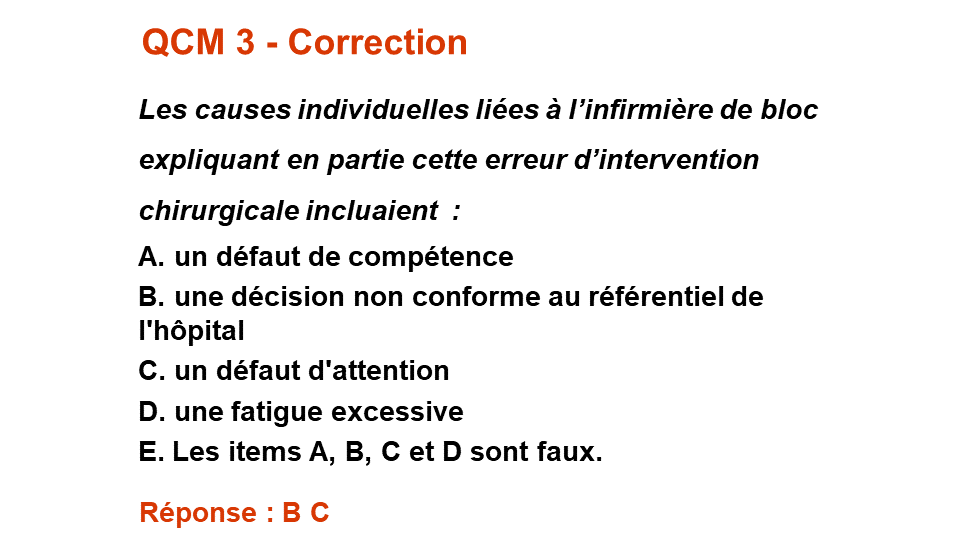 QCM 3 - Correction
Les causes individuelles liées à l’infirmière de bloc
expliquant en partie cette erreur d’intervention
chirurgicale incluaient :
A. un défaut de compétence
B. une décision non conforme au référentiel de
l'hôpital
C. un défaut d'attention
D. une fatigue excessive
E. Les items A, B, C et D sont faux.
Réponse : B C